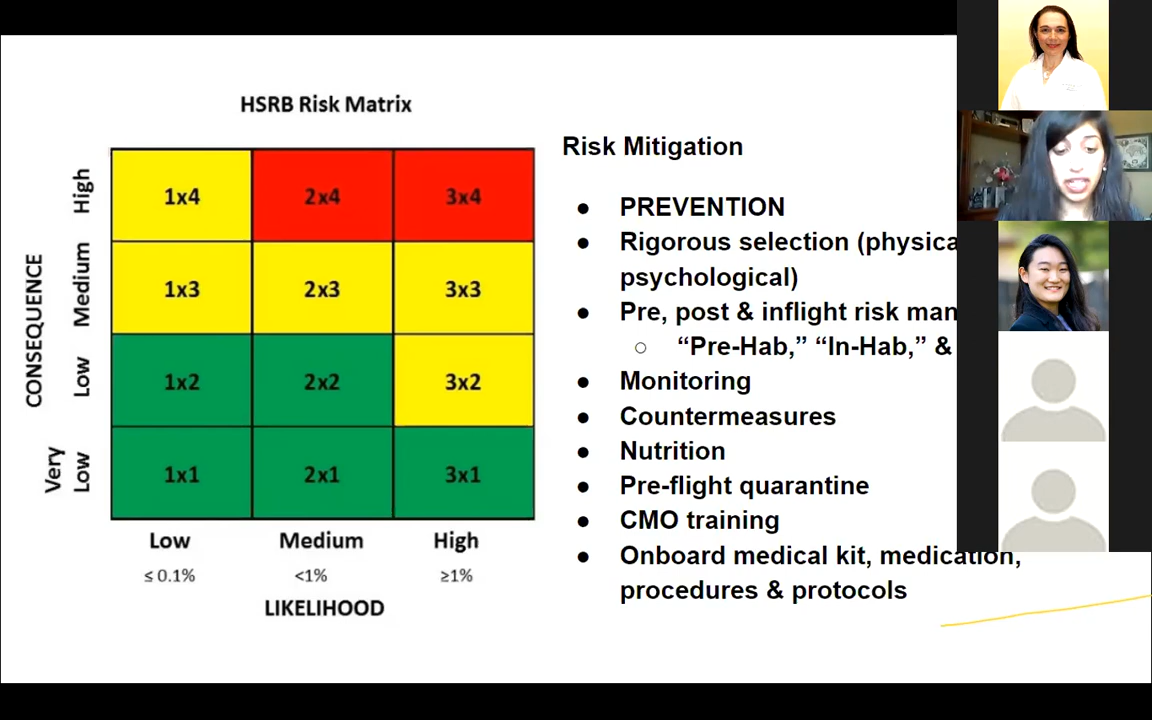 HSRB Risk Matrix
CONSEQUENCE
High
Medium
Low
Very
Low
1x4
2x4
3x4
1x3
2x3
3x3
1x2
2x2
3x2
1x1
2x1
3x1
Low
Medium
High
≤ 0.1%
<1%
≥1%
LIKELIHOOD
Risk Mitigation
● PREVENTION
● Rigorous selection (physica
psychological)
● Pre, post & inflight risk man
○ “Pre-Hab,” “In-Hab,” &
● Monitoring
● Countermeasures
● Nutrition
● Pre-flight quarantine
● CMO training
● Onboard medical kit, medication,
procedures & protocols